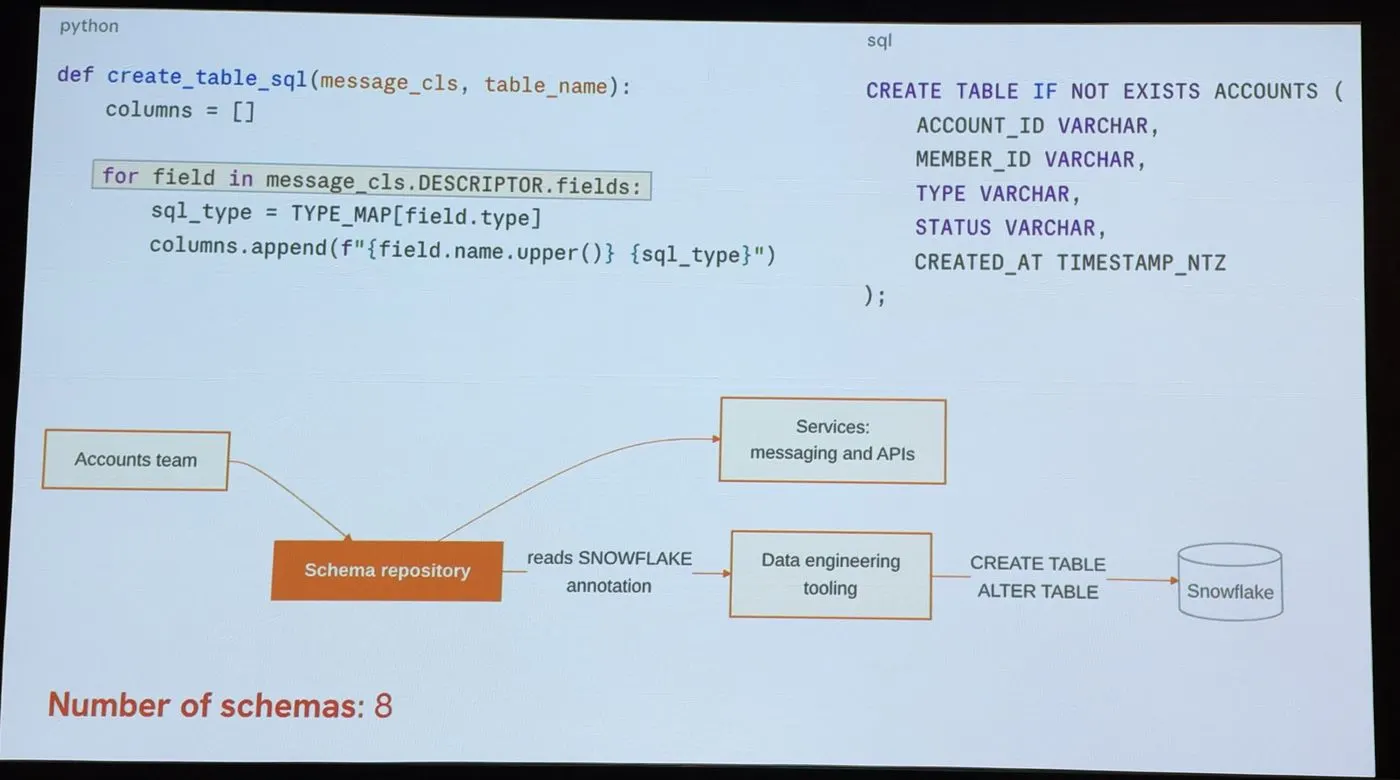 python
def create_table_sql(message_cls, table_name):
columns = []
for field in message_cls.DESCRIPTOR.fields:
sql_type = TYPE_MAP[field.type]
columns.append(f"{field.name.upper()} {sql_type}")
sql
CREATE TABLE IF NOT EXISTS ACCOUNTS (
ACCOUNT_ID VARCHAR,
MEMBER_ID VARCHAR,
TYPE VARCHAR,
STATUS VARCHAR,
CREATED_AT TIMESTAMP_NTZ
);
Accounts team
Schema repository
Services:
messaging and APIs
reads SNOWFLAKE
annotation
Data engineering
tooling
CREATE TABLE
ALTER TABLE
Snowflake
Number of schemas: 8